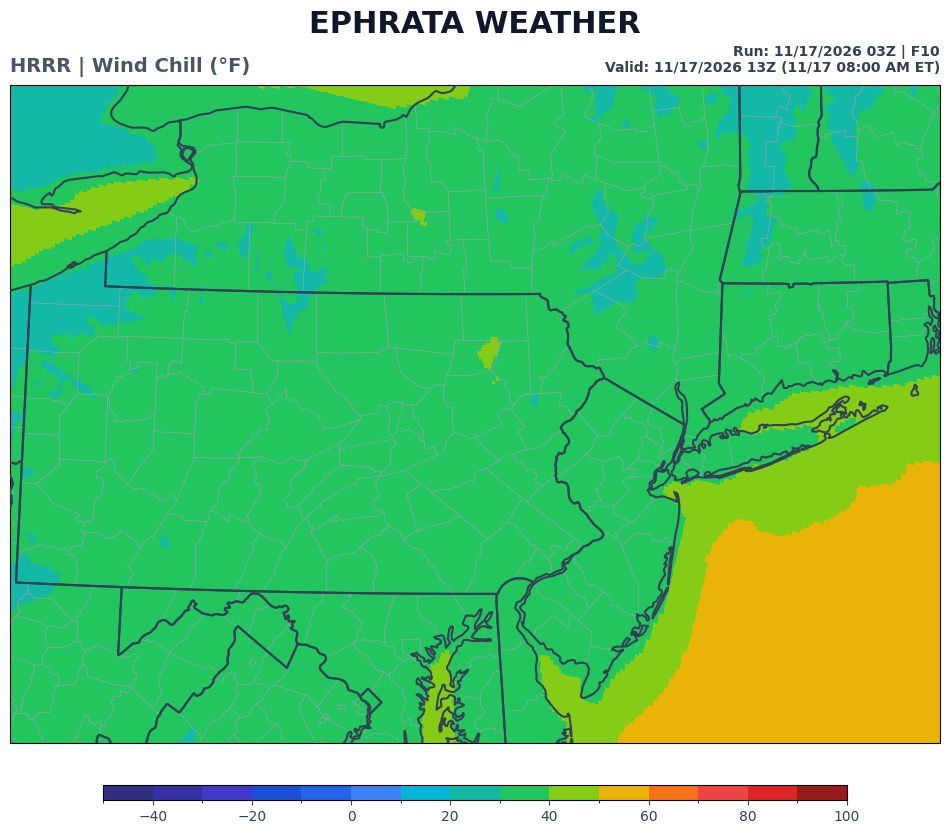 EPHRATA WEATHER
HRRR | Wind Chill (°F)
Run: 11/17/2026 03Z | F10
Valid: 11/17/2026 13Z (11/17 08:00 AM ET)
−40 −20 0 20 40 60 80 100